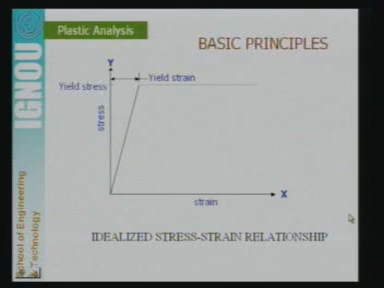 IGNOU
Plastic Analysis
BASIC PRINCIPLES
Y
Yield strain
Yield stress
stress
X
strain
IDEALIZED STRESS-STRAIN RELATIONSHIP
School of Engineering
& Technology